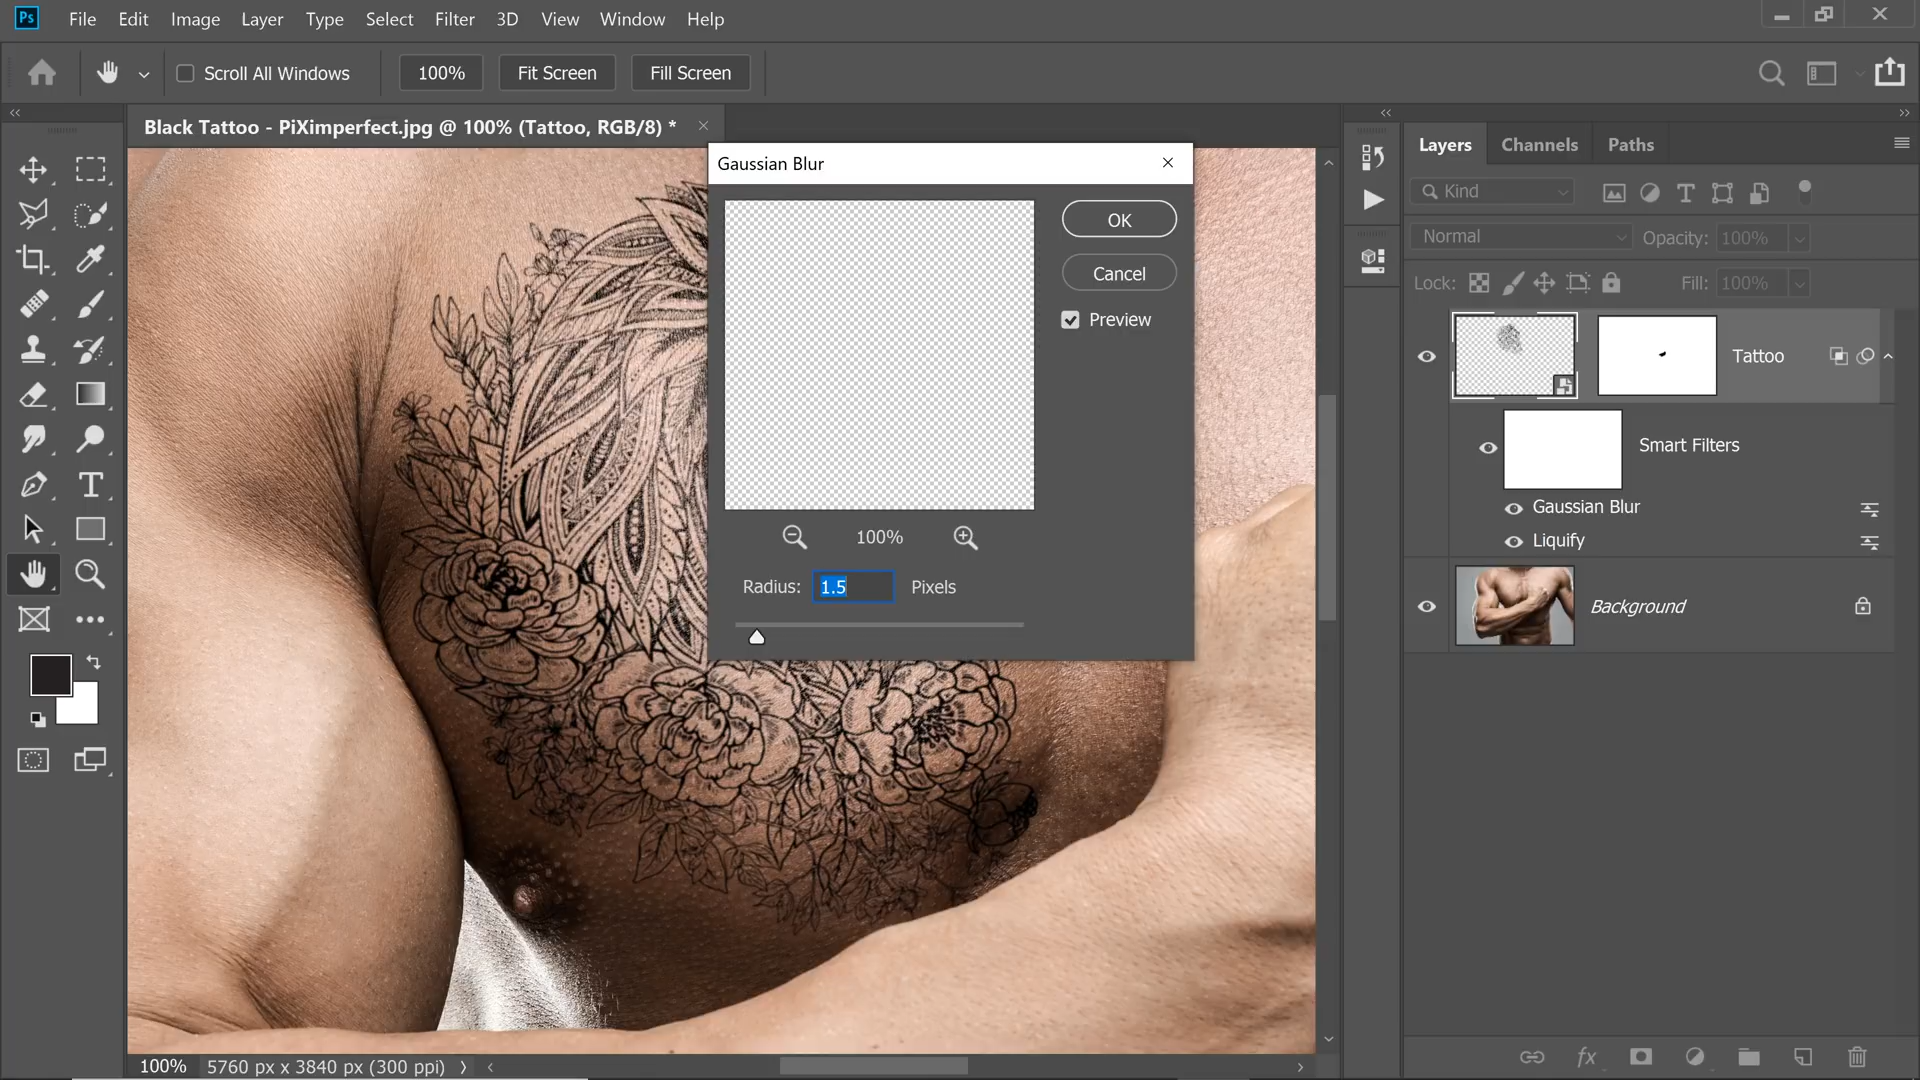 Ps File Edit Image Layer Type Select Filter 3D View Window Help
Scroll All Windows 100% Fit Screen Fill Screen
Black Tattoo - PiXimperfect.jpg @ 100% (Tattoo, RGB/8) *
Gaussian Blur
OK
Cancel
Preview
100%
Radius: 1.5 Pixels
Layers Channels Paths
Kind
Normal Opacity: 100%
Lock: Fill: 100%
Tattoo
Smart Filters
Gaussian Blur
Liquify
Background
fx
100% 5760 px x 3840 px (300 ppi)